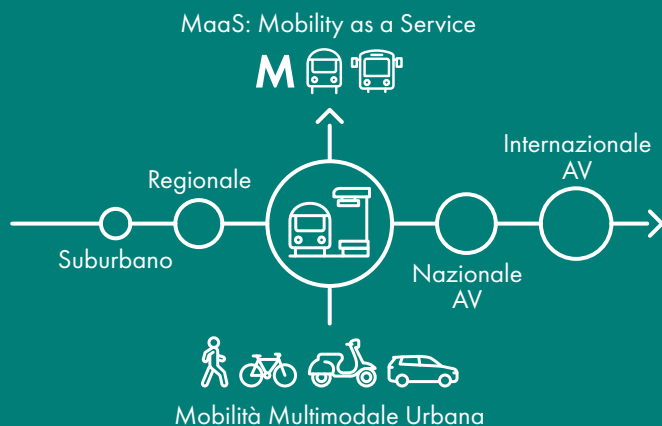 MaaS: Mobility as a Service
M
Internazionale
AV
Regionale
Suburbano
Nazionale
AV
Mobilità Multimodale Urbana